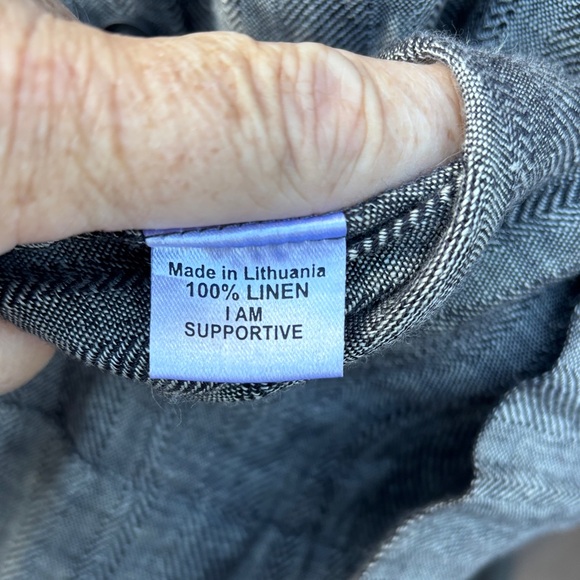 Made in Lithuania
100% LINEN
I AM
SUPPORTIVE